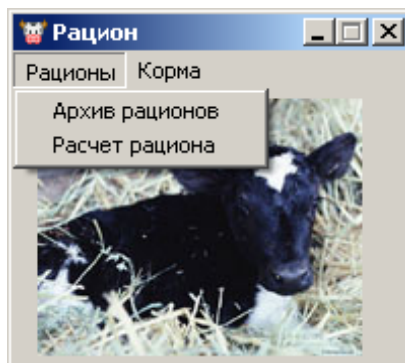 Рацион
Рационы Корма
Архив рационов
Расчет рациона